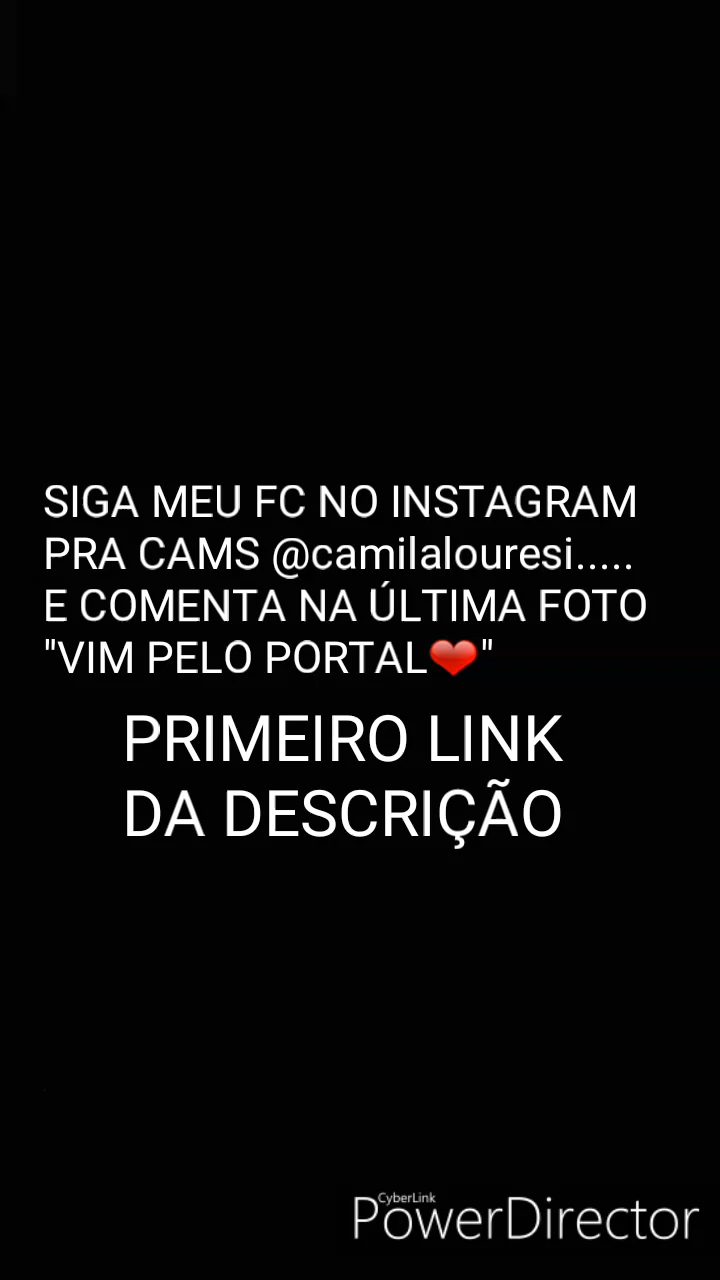 SIGA MEU FC NO INSTAGRAM
PRA CAMS @camilalouresi.....
E COMENTA NA ÚLTIMA FOTO
"VIM PELO PORTAL❤"
PRIMEIRO LINK
DA DESCRIÇÃO
CyberLink
PowerDirector